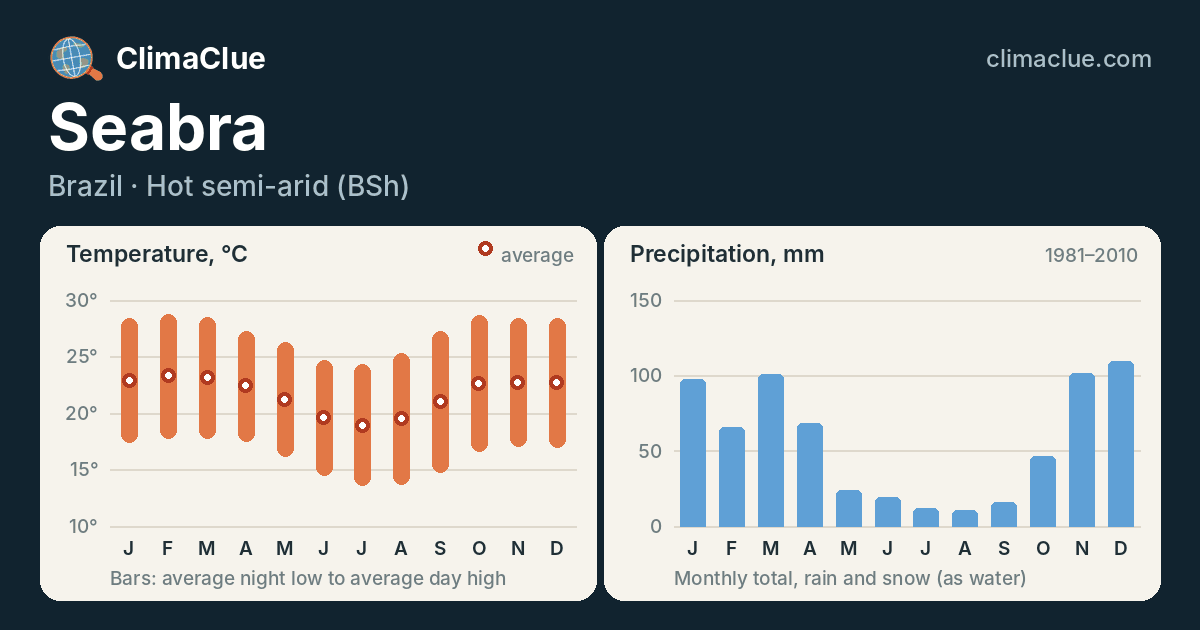 ClimaClue
climaclue.com
Seabra
Brazil · Hot semi-arid (BSh)
Temperature, °C
average
30°
25°
20°
15°
10°
J F M A M J J A S O N D
Bars: average night low to average day high
Precipitation, mm
1981–2010
150
100
50
0
J F M A M J J A S O N D
Monthly total, rain and snow (as water)